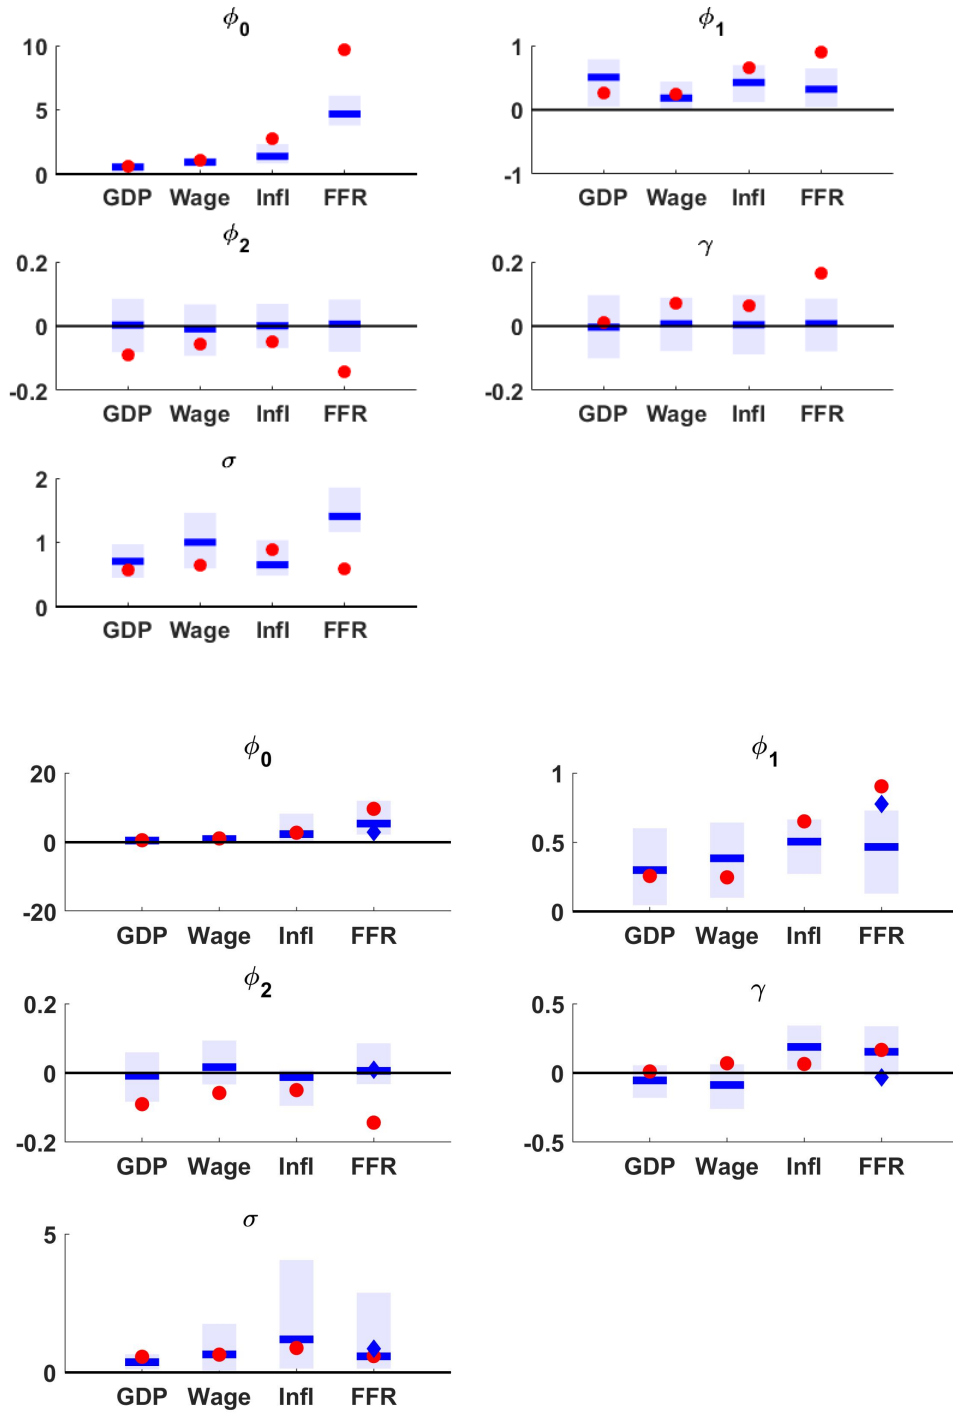 ϕ0 ϕ1
10 1
5 0
0 -1
GDP Wage Infl FFR GDP Wage Infl FFR
ϕ2 γ
0.2 0.2
0 0
-0.2 -0.2
GDP Wage Infl FFR GDP Wage Infl FFR
σ
2
1
0
GDP Wage Infl FFR
ϕ0 ϕ1
20 1
0 0.5
-20 0
GDP Wage Infl FFR GDP Wage Infl FFR
ϕ2 γ
0.2 0.5
0 0
-0.2 -0.5
GDP Wage Infl FFR GDP Wage Infl FFR
σ
5
0
GDP Wage Infl FFR